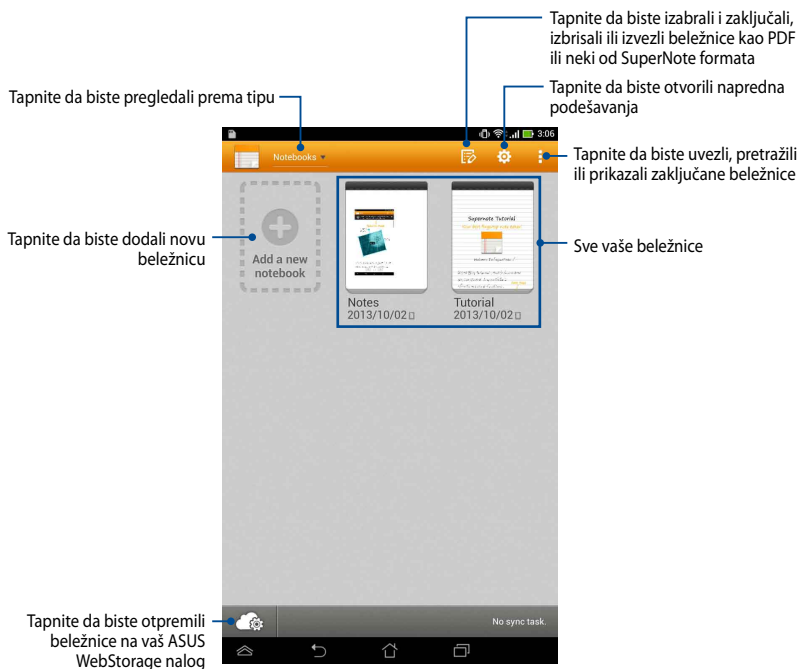 Tapnite da biste izabrali i zaključali,
izbrisali ili izvezli beležnice kao PDF
ili neki od SuperNote formata
Tapnite da biste otvorili napredna
podešavanja
Tapnite da biste pregledali prema tipu
3:06
Notebooks
Tapnite da biste uvezli, pretražili
ili prikazali zaključane beležnice
Tapnite da biste dodali novu
beležnicu
Add a new
notebook
Supernote Tutorial
Sve vaše beležnice
Notes
2013/10/02
Tutorial
2013/10/02
Tapnite da biste otpremili
beležnice na vaš ASUS
WebStorage nalog
No sync task.